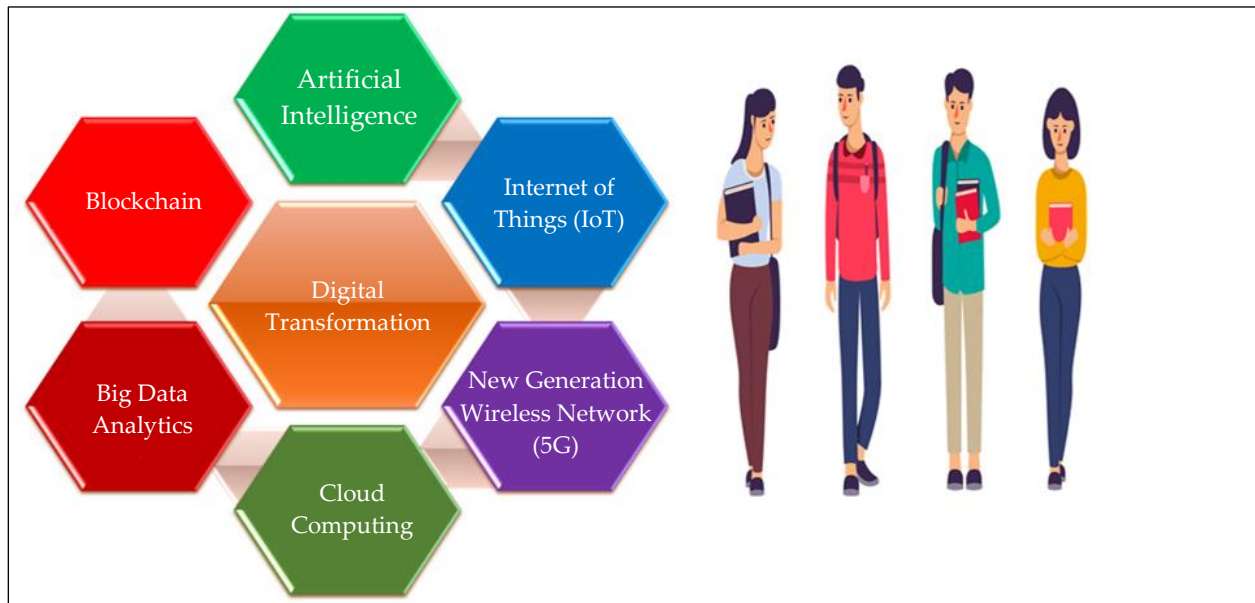 Artificial
Intelligence
Blockchain
Internet of
Things (IoT)
Digital
Transformation
Big Data
Analytics
New Generation
Wireless Network
(5G)
Cloud
Computing